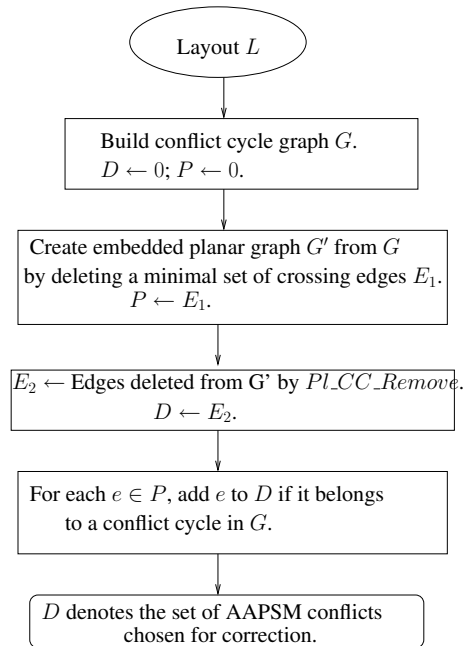 Layout L
Build conflict cycle graph G.
D ← 0; P ← 0.
Create embedded planar graph G′ from G
by deleting a minimal set of crossing edges E₁.
P ← E₁.
E₂ ← Edges deleted from G' by Pl_CC_Remove.
D ← E₂.
For each e ∈ P, add e to D if it belongs
to a conflict cycle in G.
D denotes the set of AAPSM conflicts
chosen for correction.